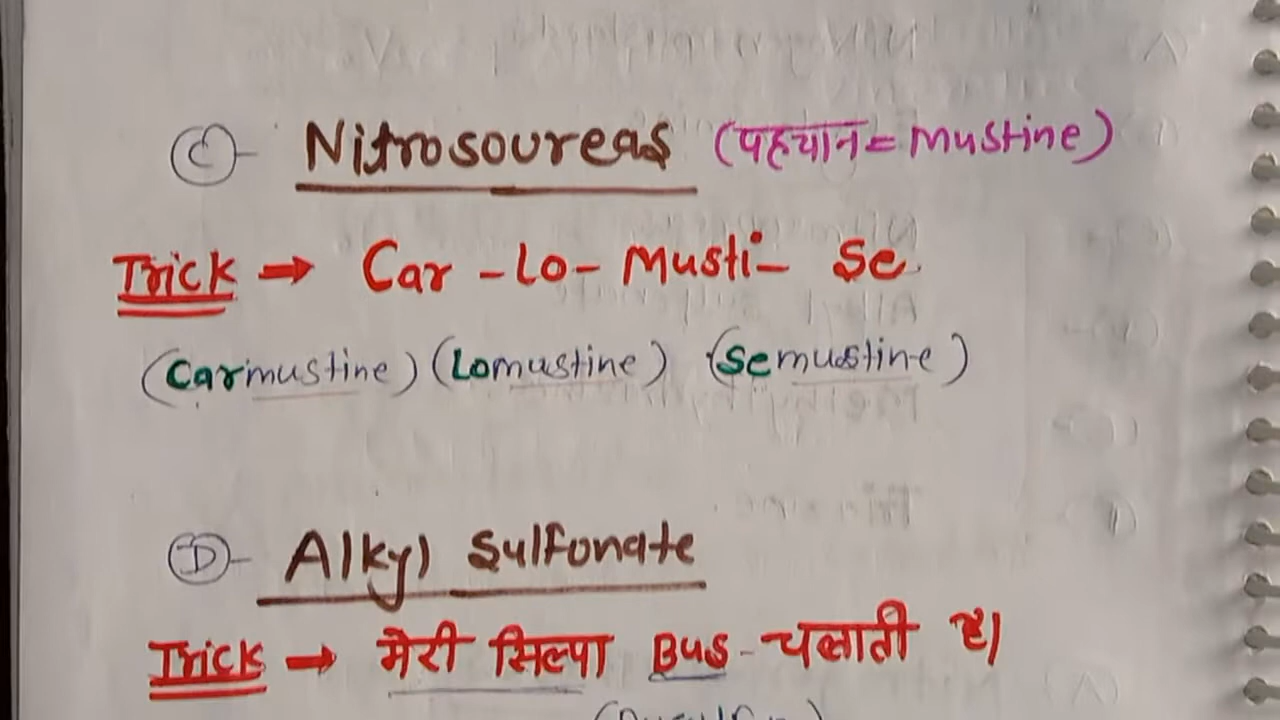 C- Nitrosoureas (पहचान = mustine)
Trick → Car - Lo - Musti - Se
(Carmustine) (Lomustine) (Semustine)
D- Alkyl Sulfonate
Trick → मेरी सिल्पा Bus - चलाती है।